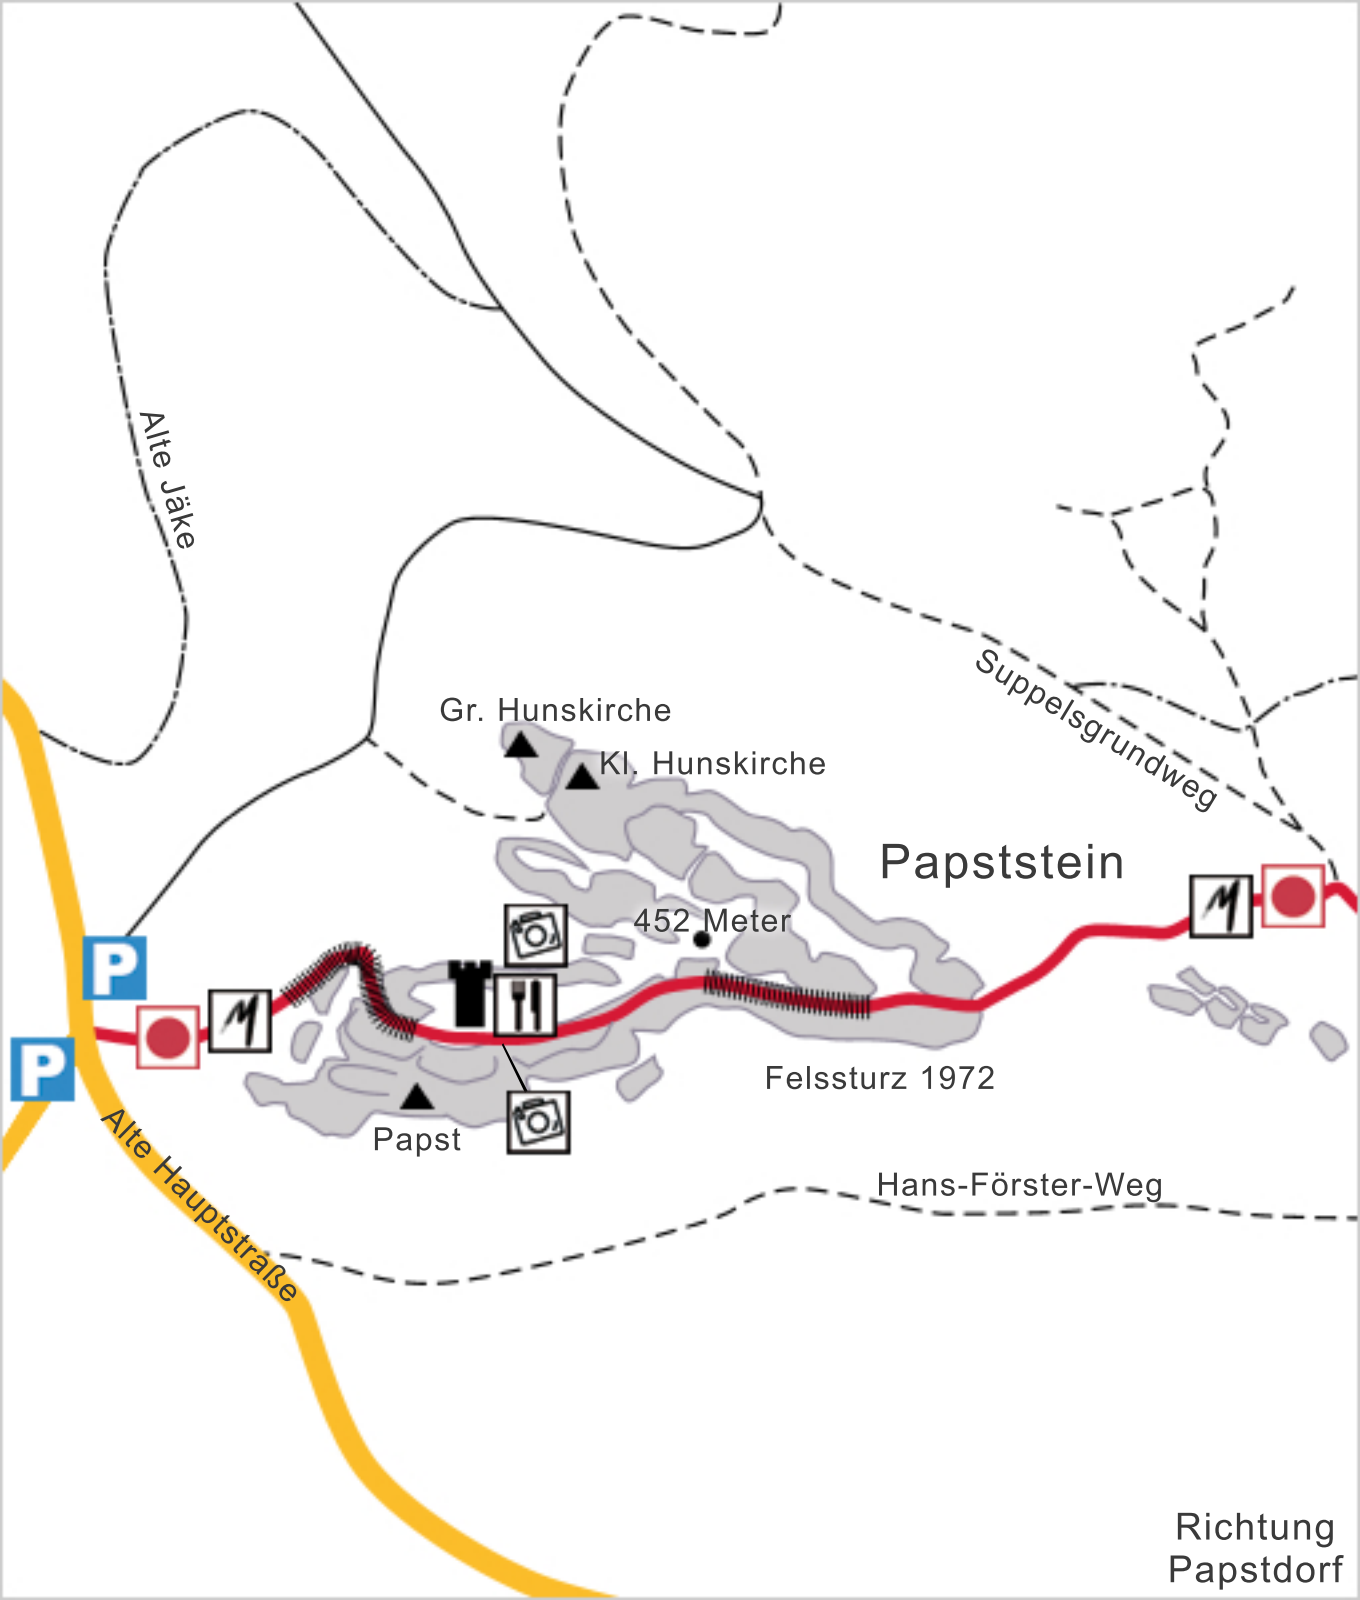 Alte Jäke
Suppelsgrundweg
Gr. Hunskirche
Kl. Hunskirche
Papststein
452 Meter
P
P
Felssturz 1972
Papst
Alte Hauptstraße
Hans-Förster-Weg
Richtung
Papstdorf